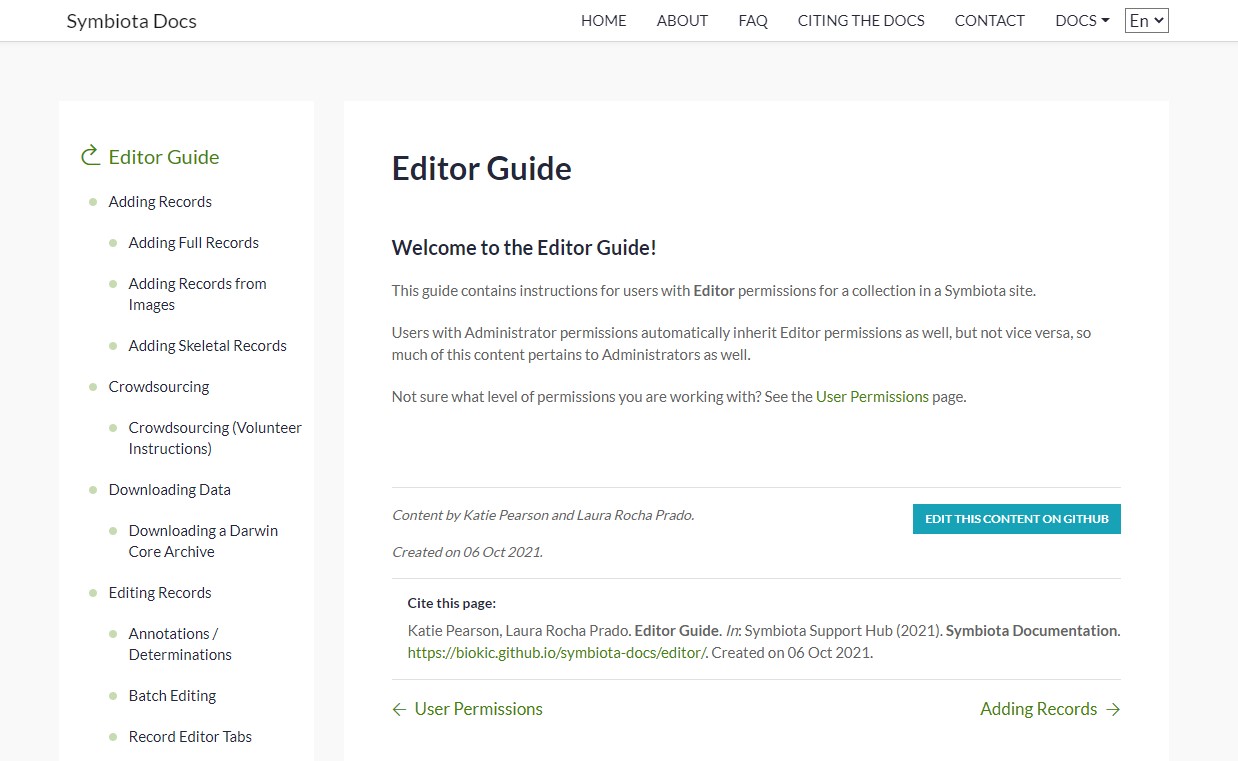 Symbiota Docs
HOME ABOUT FAQ CITING THE DOCS CONTACT DOCS En
Editor Guide
Adding Records
Adding Full Records
Adding Records from
Images
Adding Skeletal Records
Crowdsourcing
Crowdsourcing (Volunteer
Instructions)
Downloading Data
Downloading a Darwin
Core Archive
Editing Records
Annotations /
Determinations
Batch Editing
Record Editor Tabs
Editor Guide
Welcome to the Editor Guide!
This guide contains instructions for users with Editor permissions for a collection in a Symbiota site.
Users with Administrator permissions automatically inherit Editor permissions as well, but not vice versa, so
much of this content pertains to Administrators as well.
Not sure what level of permissions you are working with? See the User Permissions page.
Content by Katie Pearson and Laura Rocha Prado.
EDIT THIS CONTENT ON GITHUB
Created on 06 Oct 2021.
Cite this page:
Katie Pearson, Laura Rocha Prado. Editor Guide. In: Symbiota Support Hub (2021). Symbiota Documentation.
https://biokic.github.io/symbiota-docs/editor/. Created on 06 Oct 2021.
← User Permissions
Adding Records →